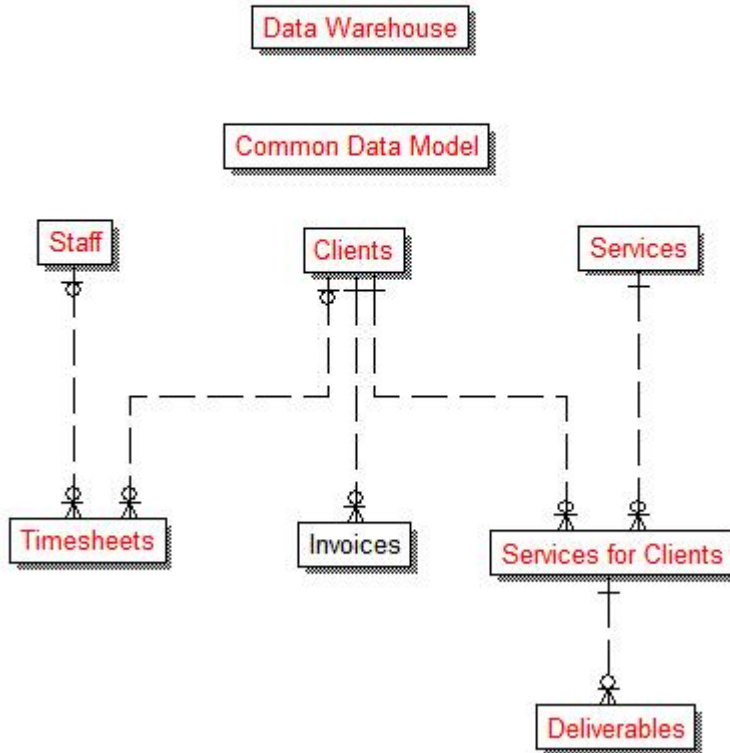 Data Warehouse
Common Data Model
Staff
Clients
Services
Timesheets
Invoices
Services for Clients
Deliverables